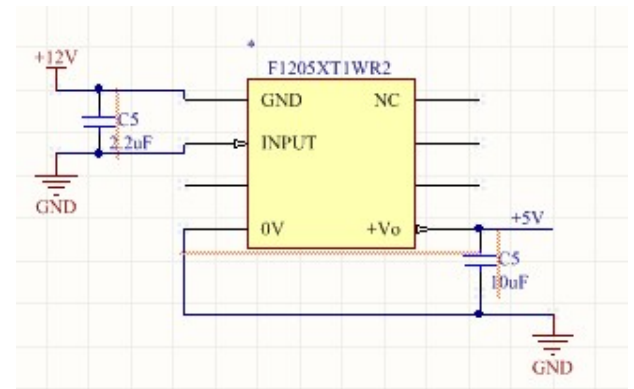 *
+12V
F1205XT1WR2
GND NC
C5
2.2uF
INPUT
GND
0V +Vo
+5V
C5
10uF
GND